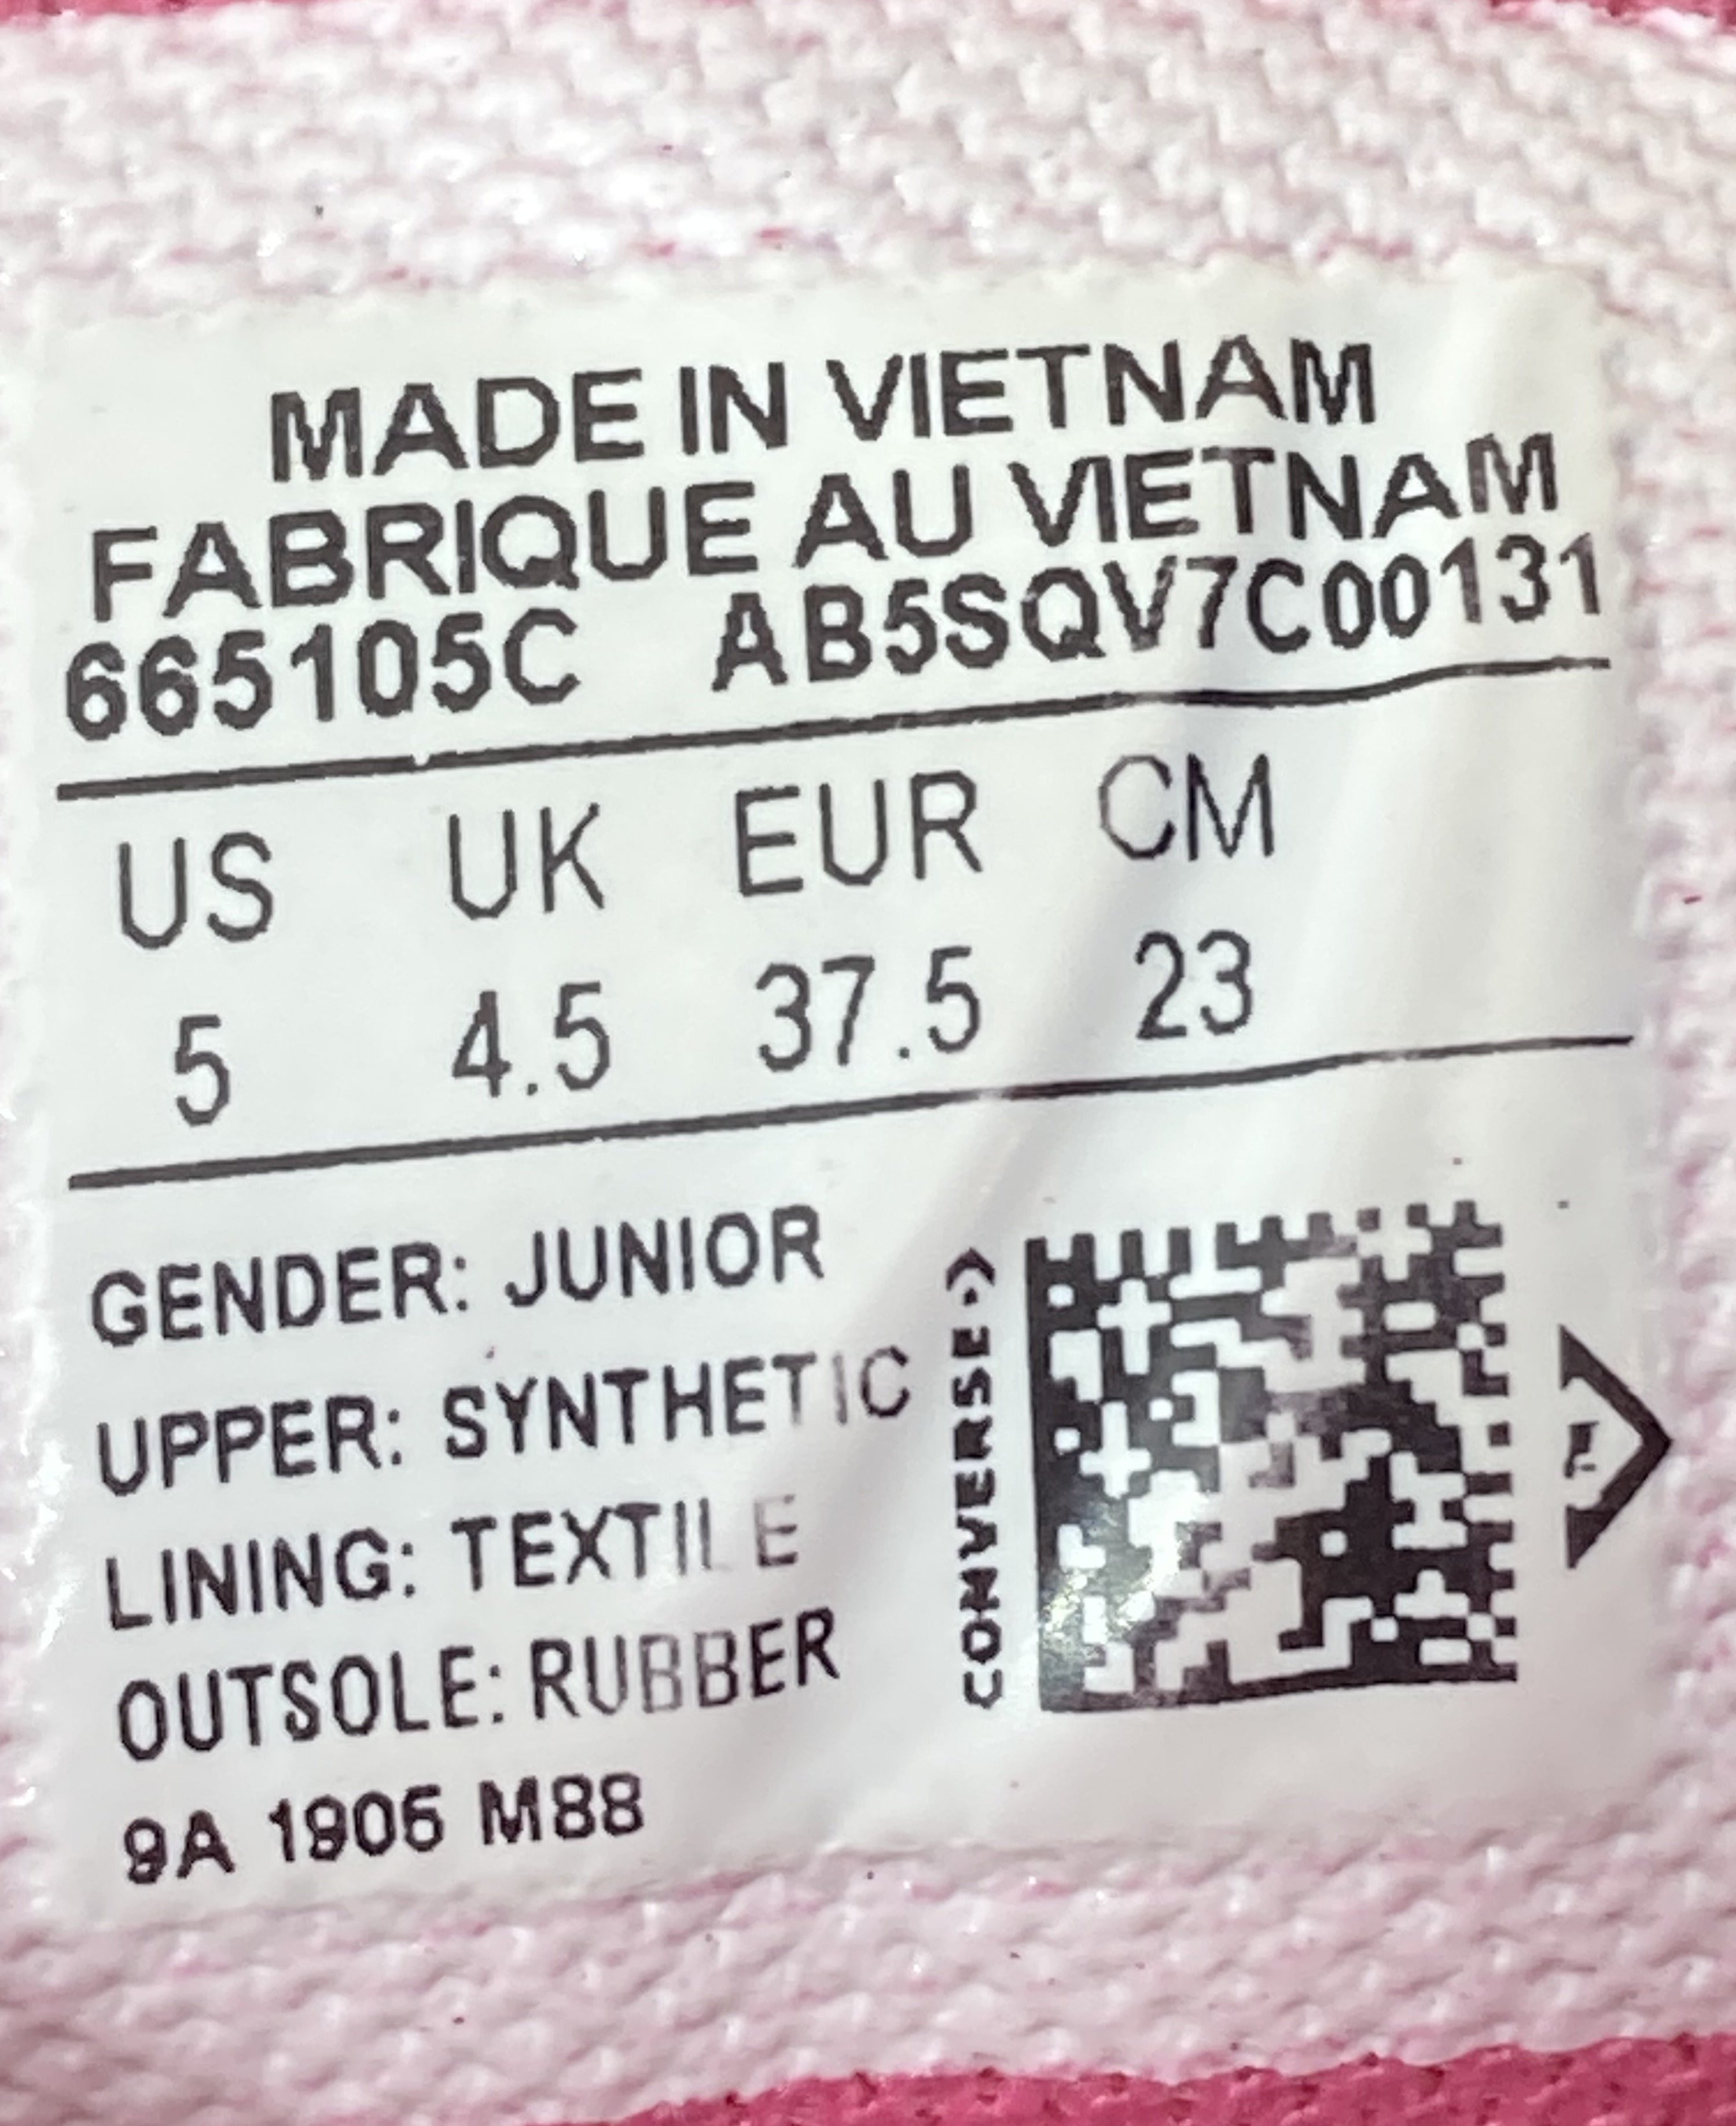 MADE IN VIETNAM
FABRIQUE AU VIETNAM
665105C AB5SQV7C00131
US UK EUR CM
5 4.5 37.5 23
GENDER: JUNIOR
UPPER: SYNTHETIC
LINING: TEXTILE
OUTSOLE: RUBBER
9A 1905 M88
CONVERSE